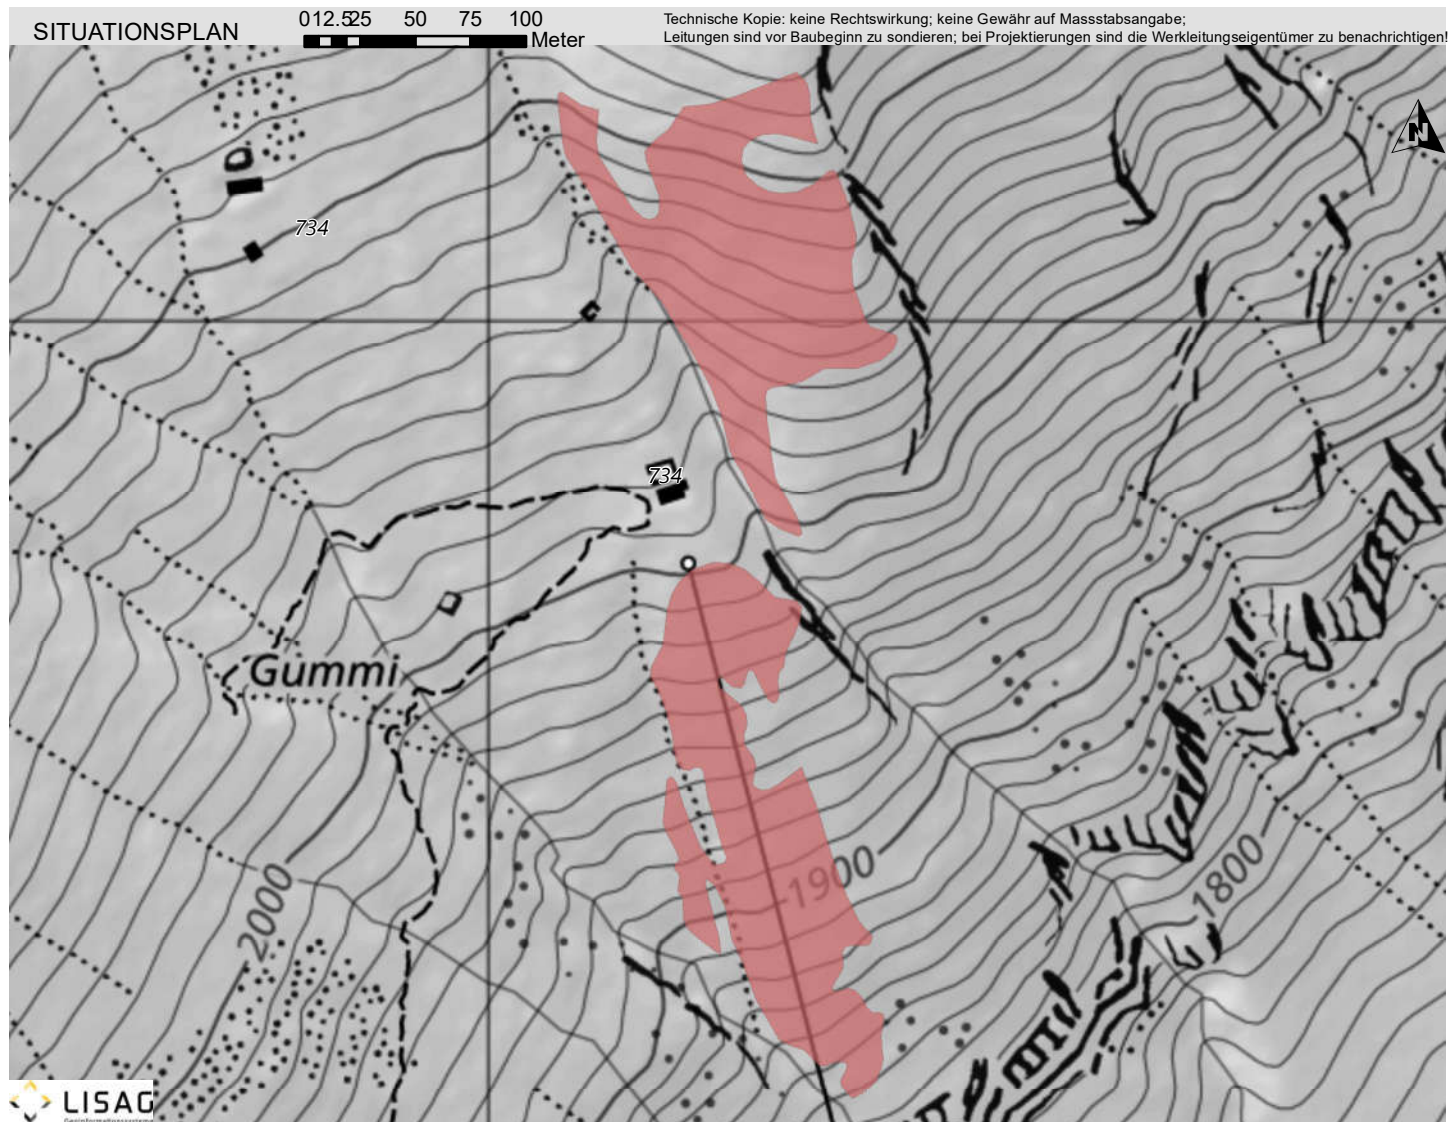 SITUATIONSPLAN
0 12.5 25 50 75 100
Meter
Technische Kopie: keine Rechtswirkung; keine Gewähr auf Massstabsangabe;
Leitungen sind vor Baubeginn zu sondieren; bei Projektierungen sind die Werkleitungseigentümer zu benachrichtigen!
N
734
734
Gummi
1900
1800
2000
LISAG